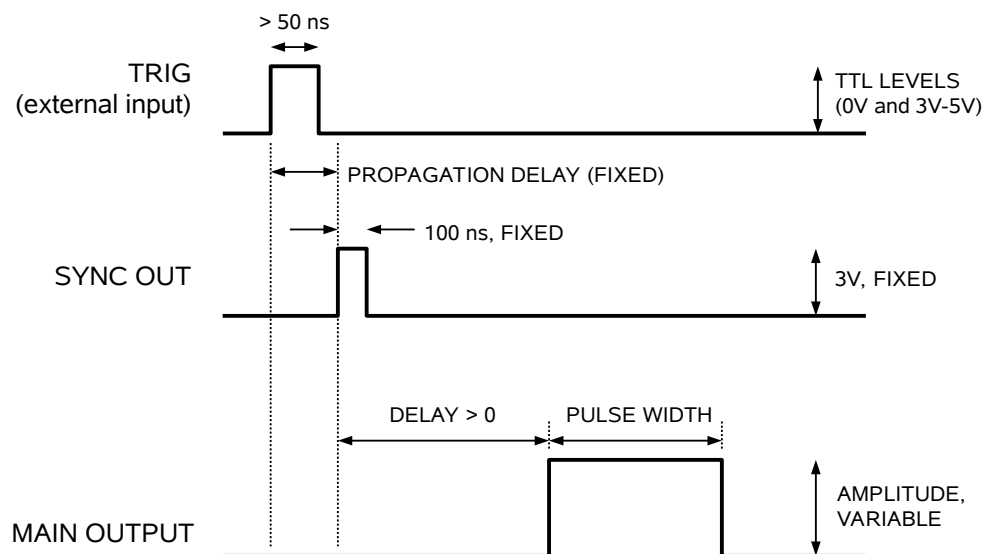 > 50 ns
TRIG
(external input)
TTL LEVELS
(0V and 3V-5V)
PROPAGATION DELAY (FIXED)
100 ns, FIXED
SYNC OUT
3V, FIXED
DELAY > 0
PULSE WIDTH
MAIN OUTPUT
AMPLITUDE,
VARIABLE